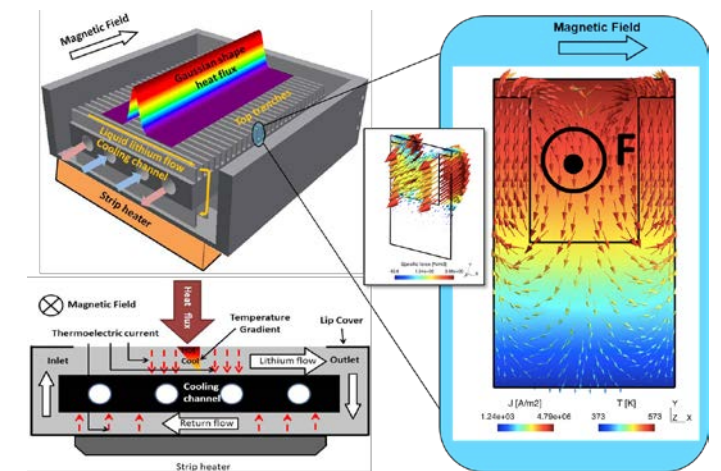 Magnetic Field
Gaussian shape
heat flux
Top trenches
Liquid lithium flow
Cooling channel
Strip heater
Magnetic Field
F
J [A/m2]
1.24e+03
4.79e+06
T [K]
373
573
Y
Z
X
Magnetic Field
Heat flux
Thermoelectric current
Temperature
Gradient
Lip Cover
Inlet
Cool
Lithium flow
Outlet
Cooling
channel
Return flow
Strip heater